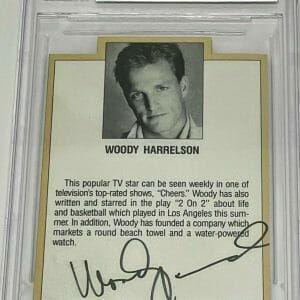 WOODY HARRELSON
This popular TV star can be seen weekly in one of
television's top-rated shows, "Cheers." Woody has also
written and starred in the play "2 On 2" about life
and basketball which played in Los Angeles this sum-
mer. In addition, Woody has founded a company which
markets a round beach towel and a water-powered
watch.
Woody